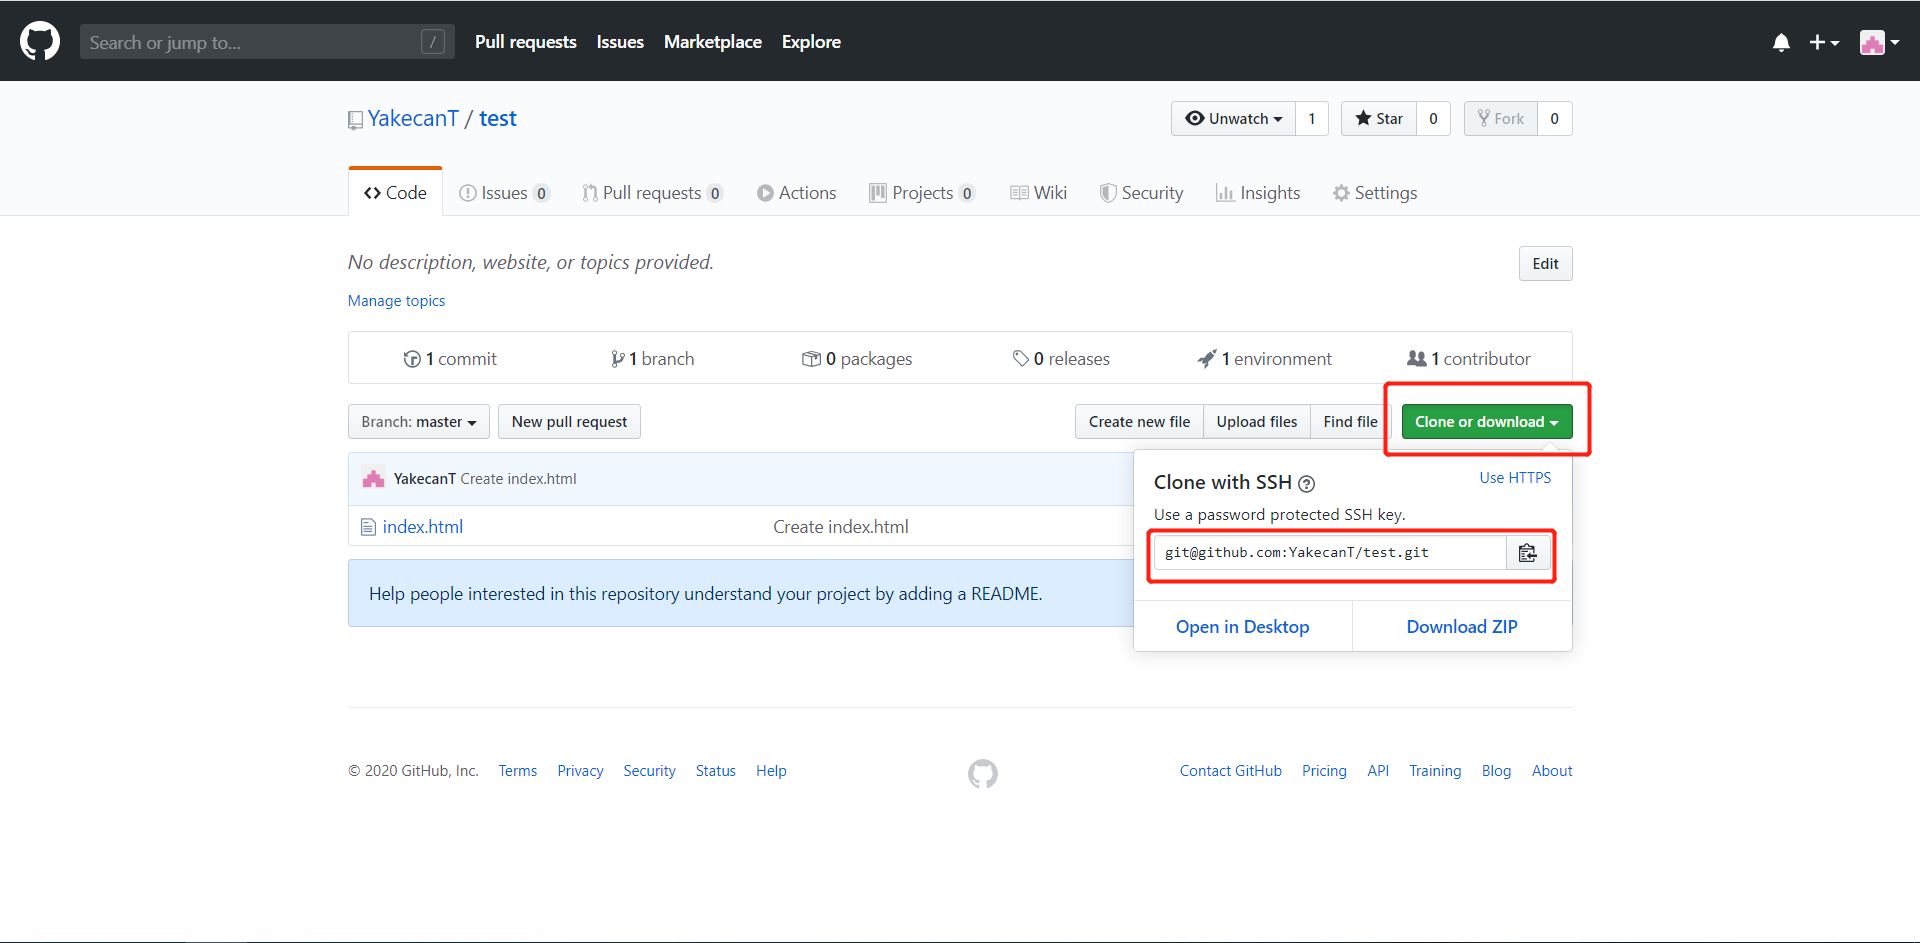 Search or jump to... / Pull requests Issues Marketplace Explore
YakecanT / test Unwatch 1 Star 0 Fork 0
Code Issues 0 Pull requests 0 Actions Projects 0 Wiki Security Insights Settings
No description, website, or topics provided. Edit
Manage topics
1 commit 1 branch 0 packages 0 releases 1 environment 1 contributor
Branch: master New pull request Create new file Upload files Find file Clone or download
YakecanT Create index.html
index.html Create index.html
Help people interested in this repository understand your project by adding a README.
Clone with SSH ? Use HTTPS
Use a password protected SSH key.
git@github.com:YakecanT/test.git
Open in Desktop Download ZIP
© 2020 GitHub, Inc. Terms Privacy Security Status Help Contact GitHub Pricing API Training Blog About